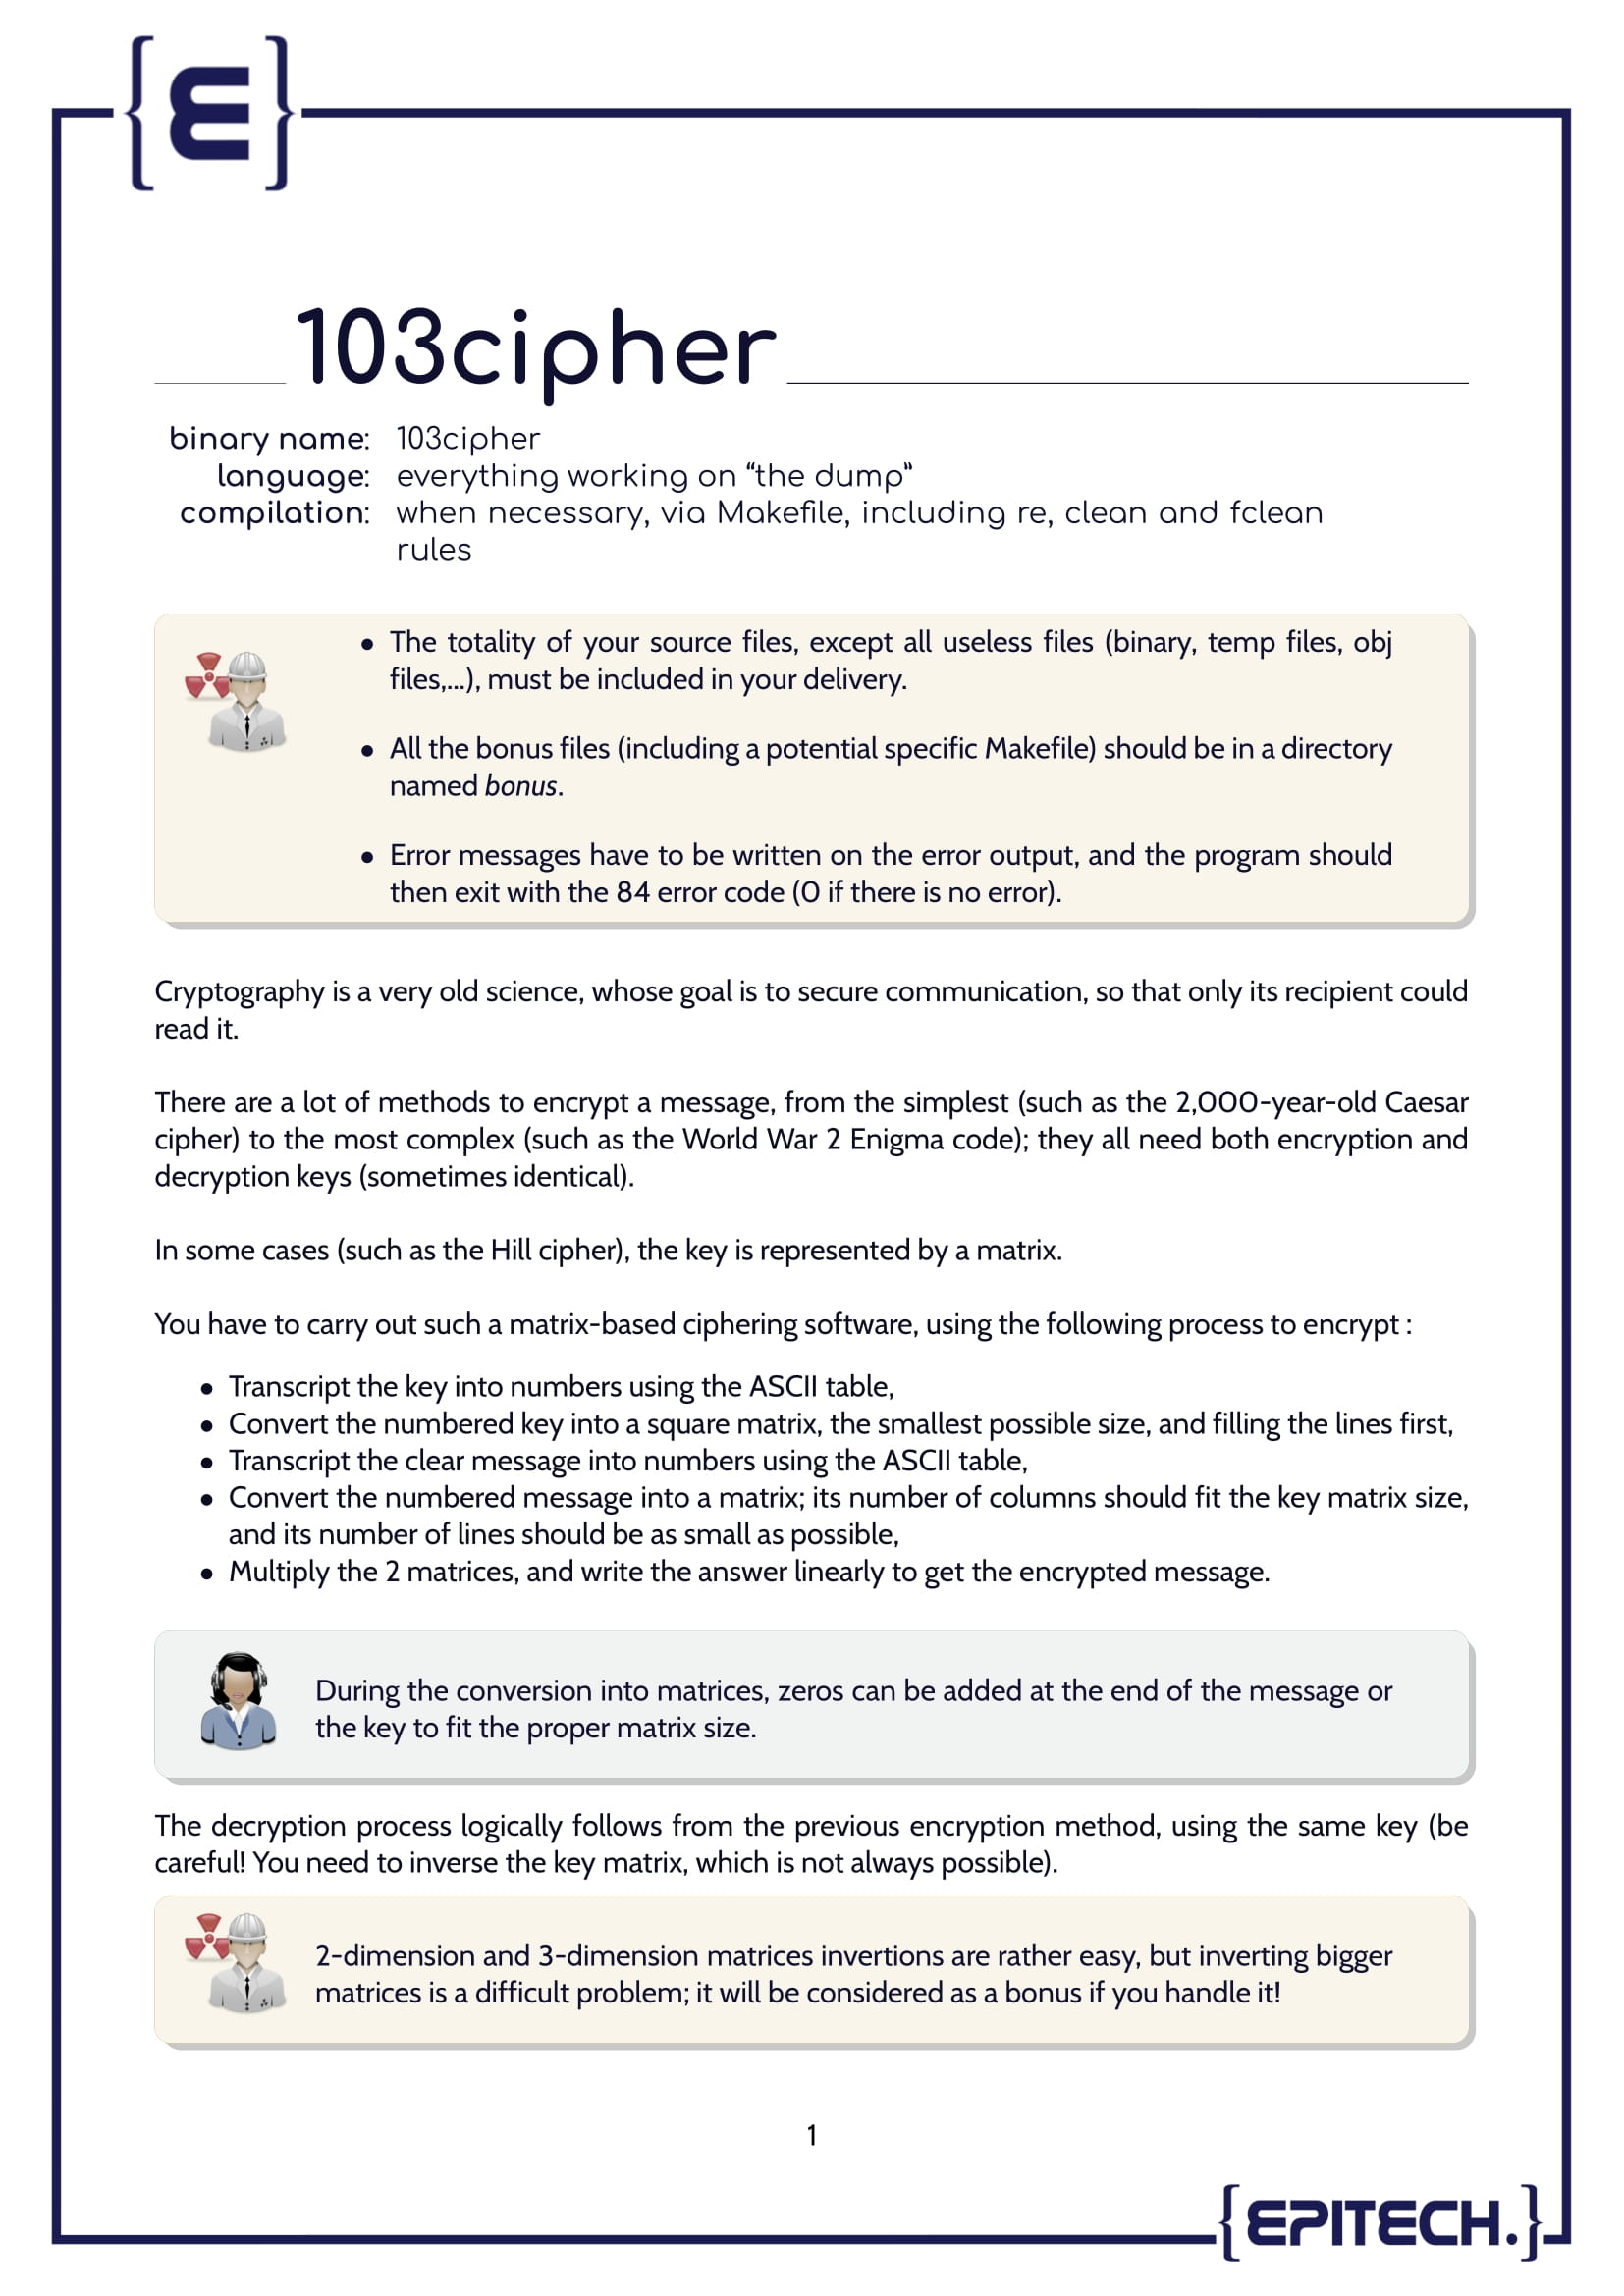 103cipher
binary name: 103cipher
language: everything working on “the dump”
compilation: when necessary, via Makefile, including re, clean and fclean
rules
• The totality of your source files, except all useless files (binary, temp files, obj
files,...), must be included in your delivery.
• All the bonus files (including a potential specific Makefile) should be in a directory
named bonus.
• Error messages have to be written on the error output, and the program should
then exit with the 84 error code (0 if there is no error).
Cryptography is a very old science, whose goal is to secure communication, so that only its recipient could
read it.
There are a lot of methods to encrypt a message, from the simplest (such as the 2,000-year-old Caesar
cipher) to the most complex (such as the World War 2 Enigma code); they all need both encryption and
decryption keys (sometimes identical).
In some cases (such as the Hill cipher), the key is represented by a matrix.
You have to carry out such a matrix-based ciphering software, using the following process to encrypt :
• Transcript the key into numbers using the ASCII table,
• Convert the numbered key into a square matrix, the smallest possible size, and filling the lines first,
• Transcript the clear message into numbers using the ASCII table,
• Convert the numbered message into a matrix; its number of columns should fit the key matrix size,
and its number of lines should be as small as possible,
• Multiply the 2 matrices, and write the answer linearly to get the encrypted message.
During the conversion into matrices, zeros can be added at the end of the message or
the key to fit the proper matrix size.
The decryption process logically follows from the previous encryption method, using the same key (be
careful! You need to inverse the key matrix, which is not always possible).
2-dimension and 3-dimension matrices invertions are rather easy, but inverting bigger
matrices is a difficult problem; it will be considered as a bonus if you handle it!
1
{EPITECH.}